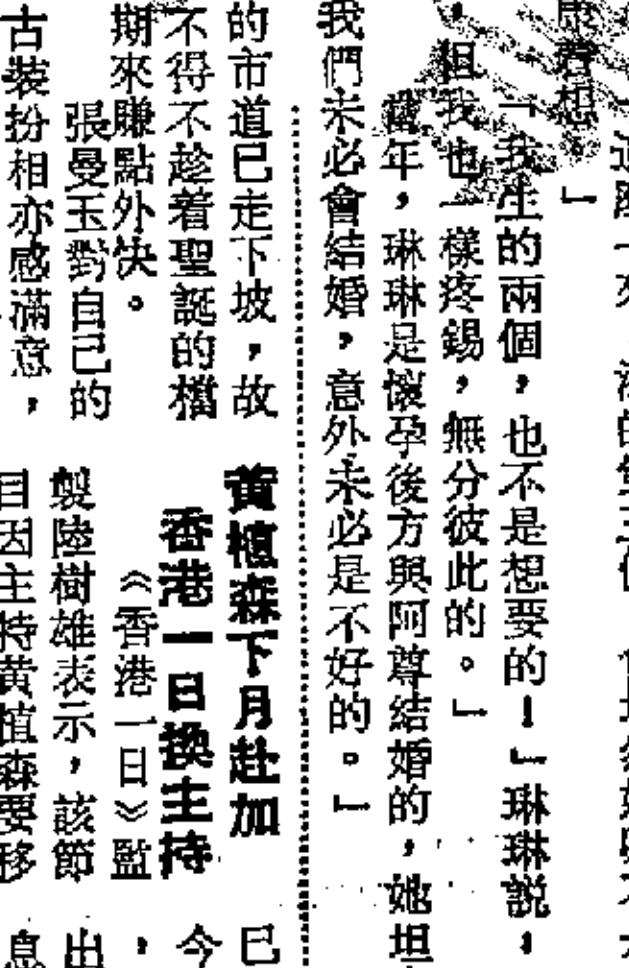 想」
「我生的兩個，也不是想要的！」琳琳說，
，但我也一樣疼錫，無分彼此的。」
當年，琳琳是懷孕後方與阿尊結婚的，她坦
我們未必會結婚，意外未必是不好的。」
的市道已走下坡，故
不得不趁着聖誕的檔
期來賺點外快。
張曼玉對自己的
古裝扮相亦感滿意，
黃植森下月赴加
香港一日換主持
《香港一日》監
製陸樹雄表示，該節
目因主持黃植森要移
已
今
，
出
息